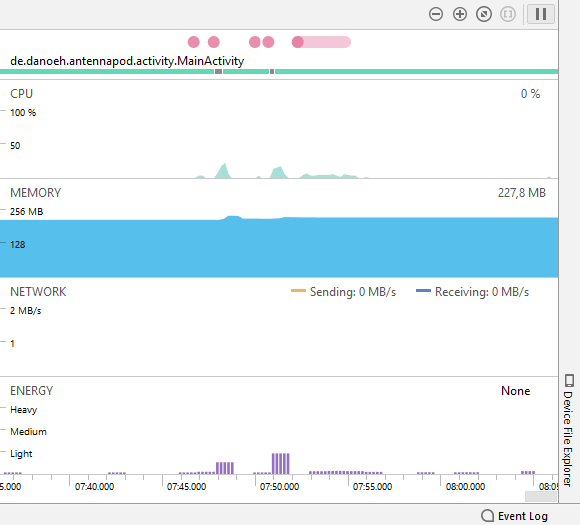 de.danoeh.antennapod.activity.MainActivity
CPU 0 %
100 %
50
MEMORY 227,8 MB
256 MB
128
NETWORK Sending: 0 MB/s Receiving: 0 MB/s
2 MB/s
1
ENERGY None
Heavy
Medium
Light
5.000 07:40.000 07:45.000 07:50.000 07:55.000 08:00.000 08:05
Device File Explorer
Event Log